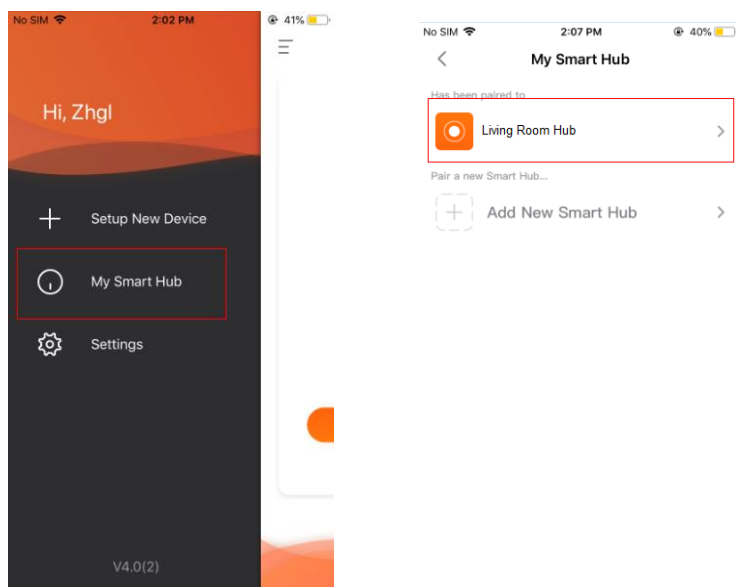 No SIM 2:02 PM 41%
Hi, Zhgl
Setup New Device
My Smart Hub
Settings
V4.0(2)
No SIM 2:07 PM 40%
My Smart Hub
Has been paired to
Living Room Hub
Pair a new Smart Hub...
Add New Smart Hub